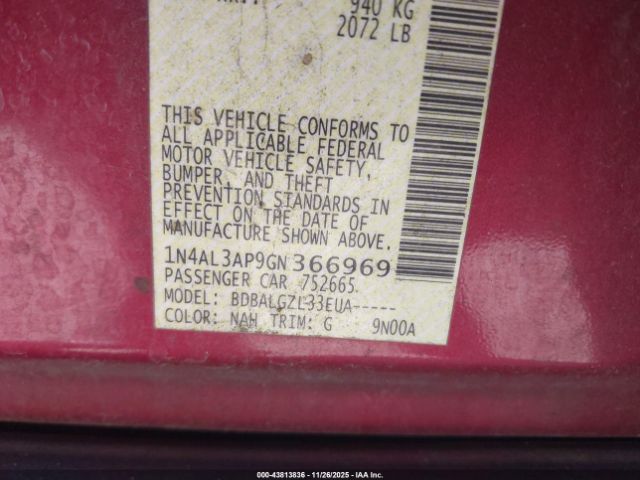 940 KG
2072 LB
THIS VEHICLE CONFORMS TO
ALL APPLICABLE FEDERAL
MOTOR VEHICLE SAFETY,
BUMPER, AND THEFT
PREVENTION STANDARDS IN
EFFECT ON THE DATE OF
MANUFACTURE SHOWN ABOVE.
1N4AL3AP9GN366969
PASSENGER CAR 752665
MODEL: BDBALGZL33EUA-----
COLOR: NAH TRIM: G 9N00A
000-43813836 | 11/26/2025 | IAA Inc.